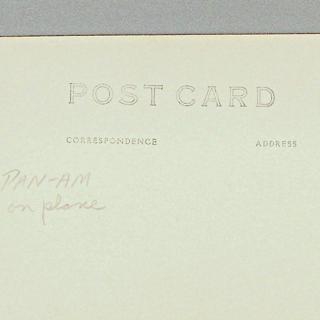 POST CARD
CORRESPONDENCE ADDRESS
PAN-AM
on plane